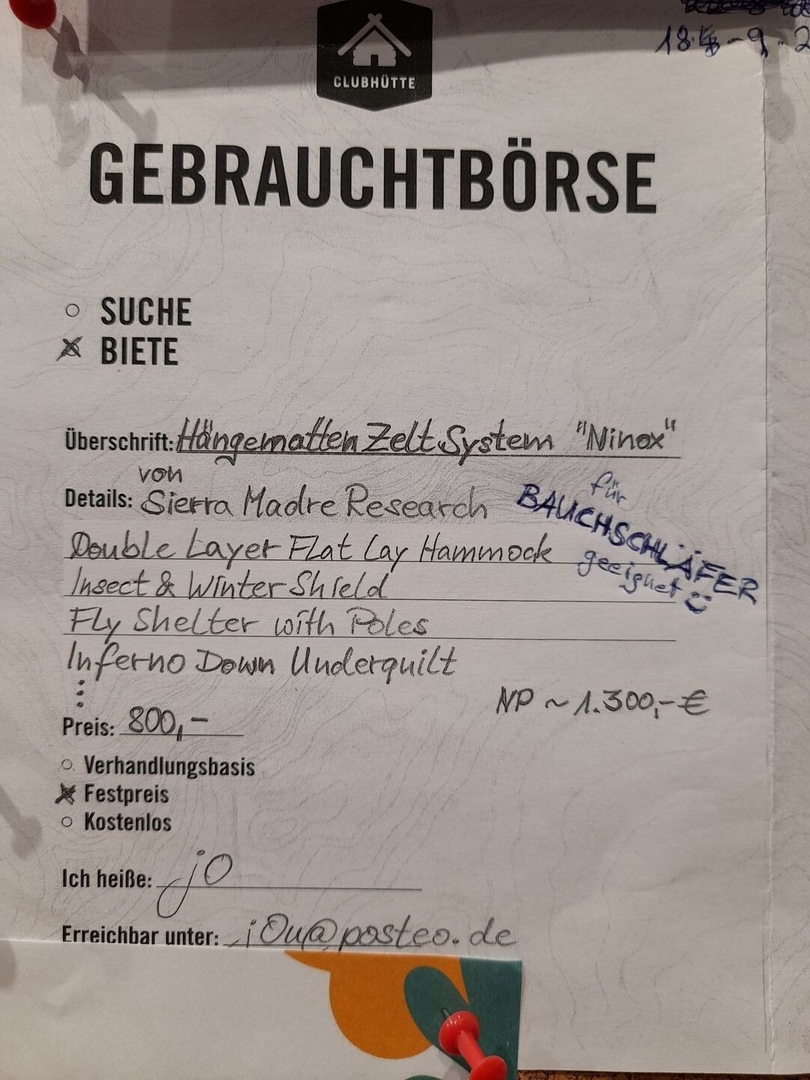 CLUBHÜTTE
GEBRAUCHTBÖRSE
SUCHE
BIETE
Überschrift: Hängematten Zelt System "Ninox"
von
Details: Sierra Madre Research
für
BAUCHSCHLÄFER
geeignet
Double Layer Flat Lay Hammock
Insect & Winter Shield
Fly Shelter with Poles
Inferno Down Underquilt
NP ~ 1.300,-€
Preis: 800,-
Verhandlungsbasis
Festpreis
Kostenlos
Ich heiße: jO
Erreichbar unter: jOu@posteo.de